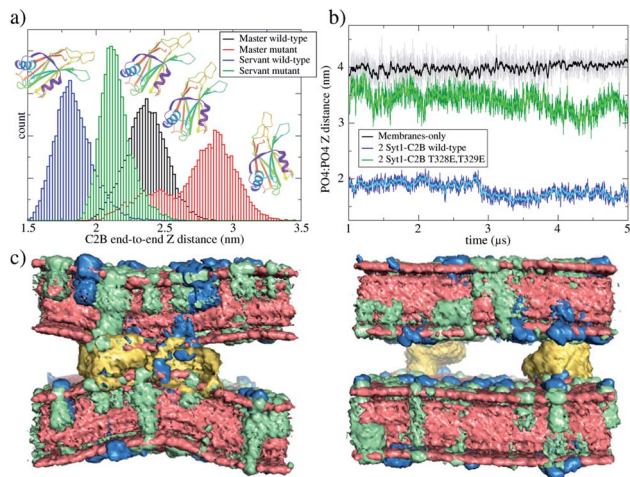 a)
Master wild-type
Master mutant
Servant wild-type
Servant mutant
count
1.5 2 2.5 3 3.5
C2B end-to-end Z distance (nm)
b)
PO4:PO4 Z distance (nm)
4
3
2
Membranes-only
2 Syt1-C2B wild-type
2 Syt1-C2B T328E,T329E
1 2 3 4 5
time (µs)
c)